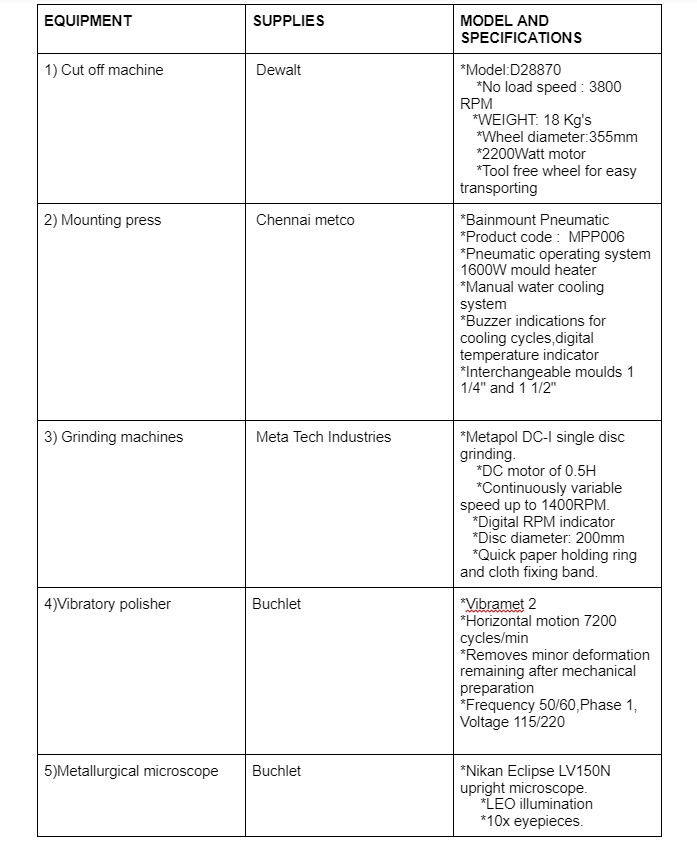 EQUIPMENT
SUPPLIES
MODEL AND
SPECIFICATIONS
1) Cut off machine
Dewalt
*Model:D28870
*No load speed : 3800
RPM
*WEIGHT: 18 Kg's
*Wheel diameter:355mm
*2200Watt motor
*Tool free wheel for easy
transporting
2) Mounting press
Chennai metco
*Bainmount Pneumatic
*Product code :  MPP006
*Pneumatic operating system
1600W mould heater
*Manual water cooling
system
*Buzzer indications for
cooling cycles,digital
temperature indicator
*Interchangeable moulds 1
1/4" and 1 1/2"
3) Grinding machines
Meta Tech Industries
*Metapol DC-I single disc
grinding.
*DC motor of 0.5H
*Continuously variable
speed up to 1400RPM.
*Digital RPM indicator
*Disc diameter: 200mm
*Quick paper holding ring
and cloth fixing band.
4)Vibratory polisher
Buchlet
*Vibramet 2
*Horizontal motion 7200
cycles/min
*Removes minor deformation
remaining after mechanical
preparation
*Frequency 50/60,Phase 1,
Voltage 115/220
5)Metallurgical microscope
Buchlet
*Nikan Eclipse LV150N
upright microscope.
*LEO illumination
*10x eyepieces.